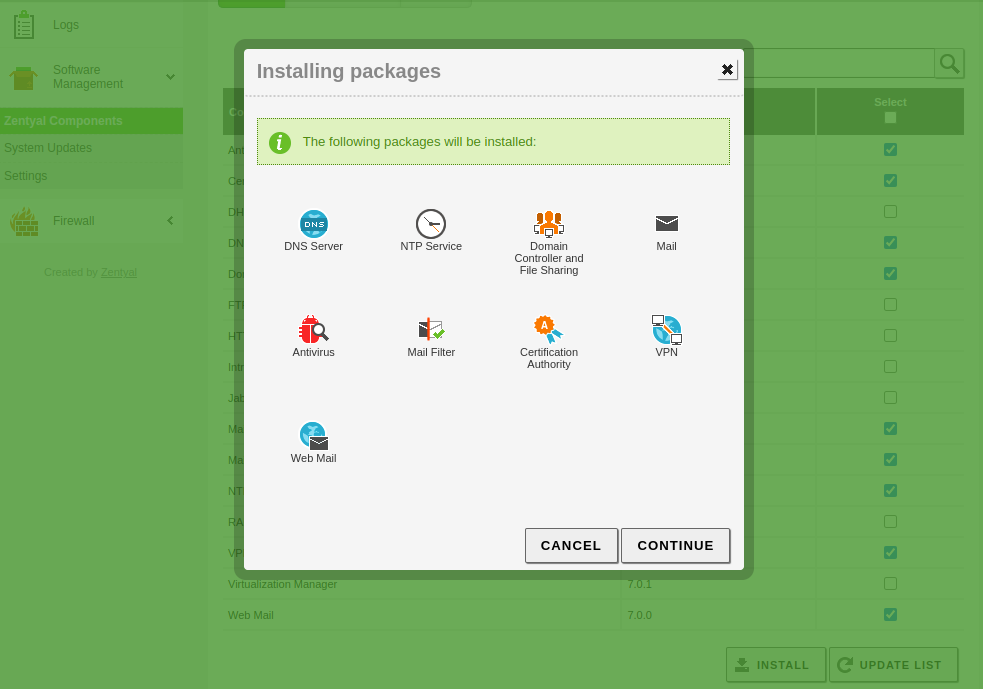 Logs
Software
Management
Zentyal Components
System Updates
Settings
Firewall
Created by Zentyal
Installing packages
The following packages will be installed:
DNS
DNS Server
NTP Service
Domain
Controller and
File Sharing
Mail
Antivirus
Mail Filter
A
Certification
Authority
VPN
Web Mail
CANCEL
CONTINUE
Select
Virtualization Manager 7.0.1
Web Mail 7.0.0
INSTALL
UPDATE LIST